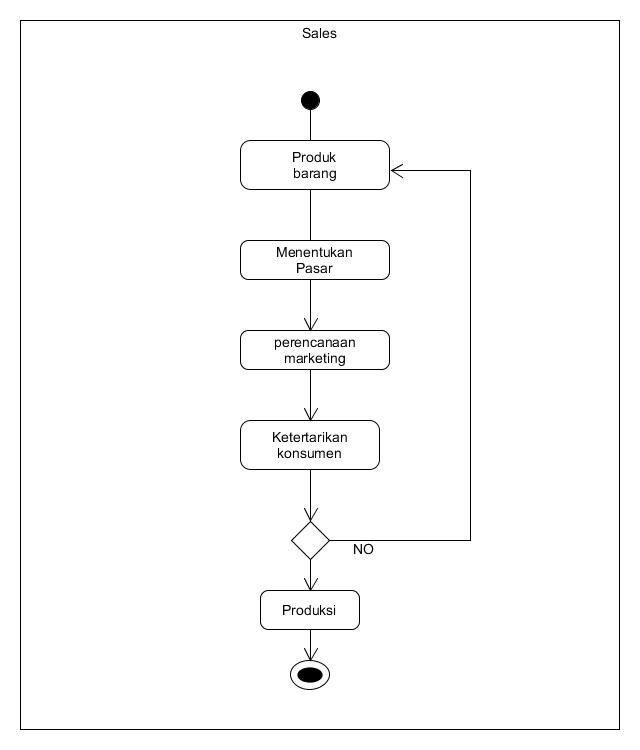 Sales
Produk
barang
Menentukan
Pasar
perencanaan
marketing
Ketertarikan
konsumen
NO
Produksi